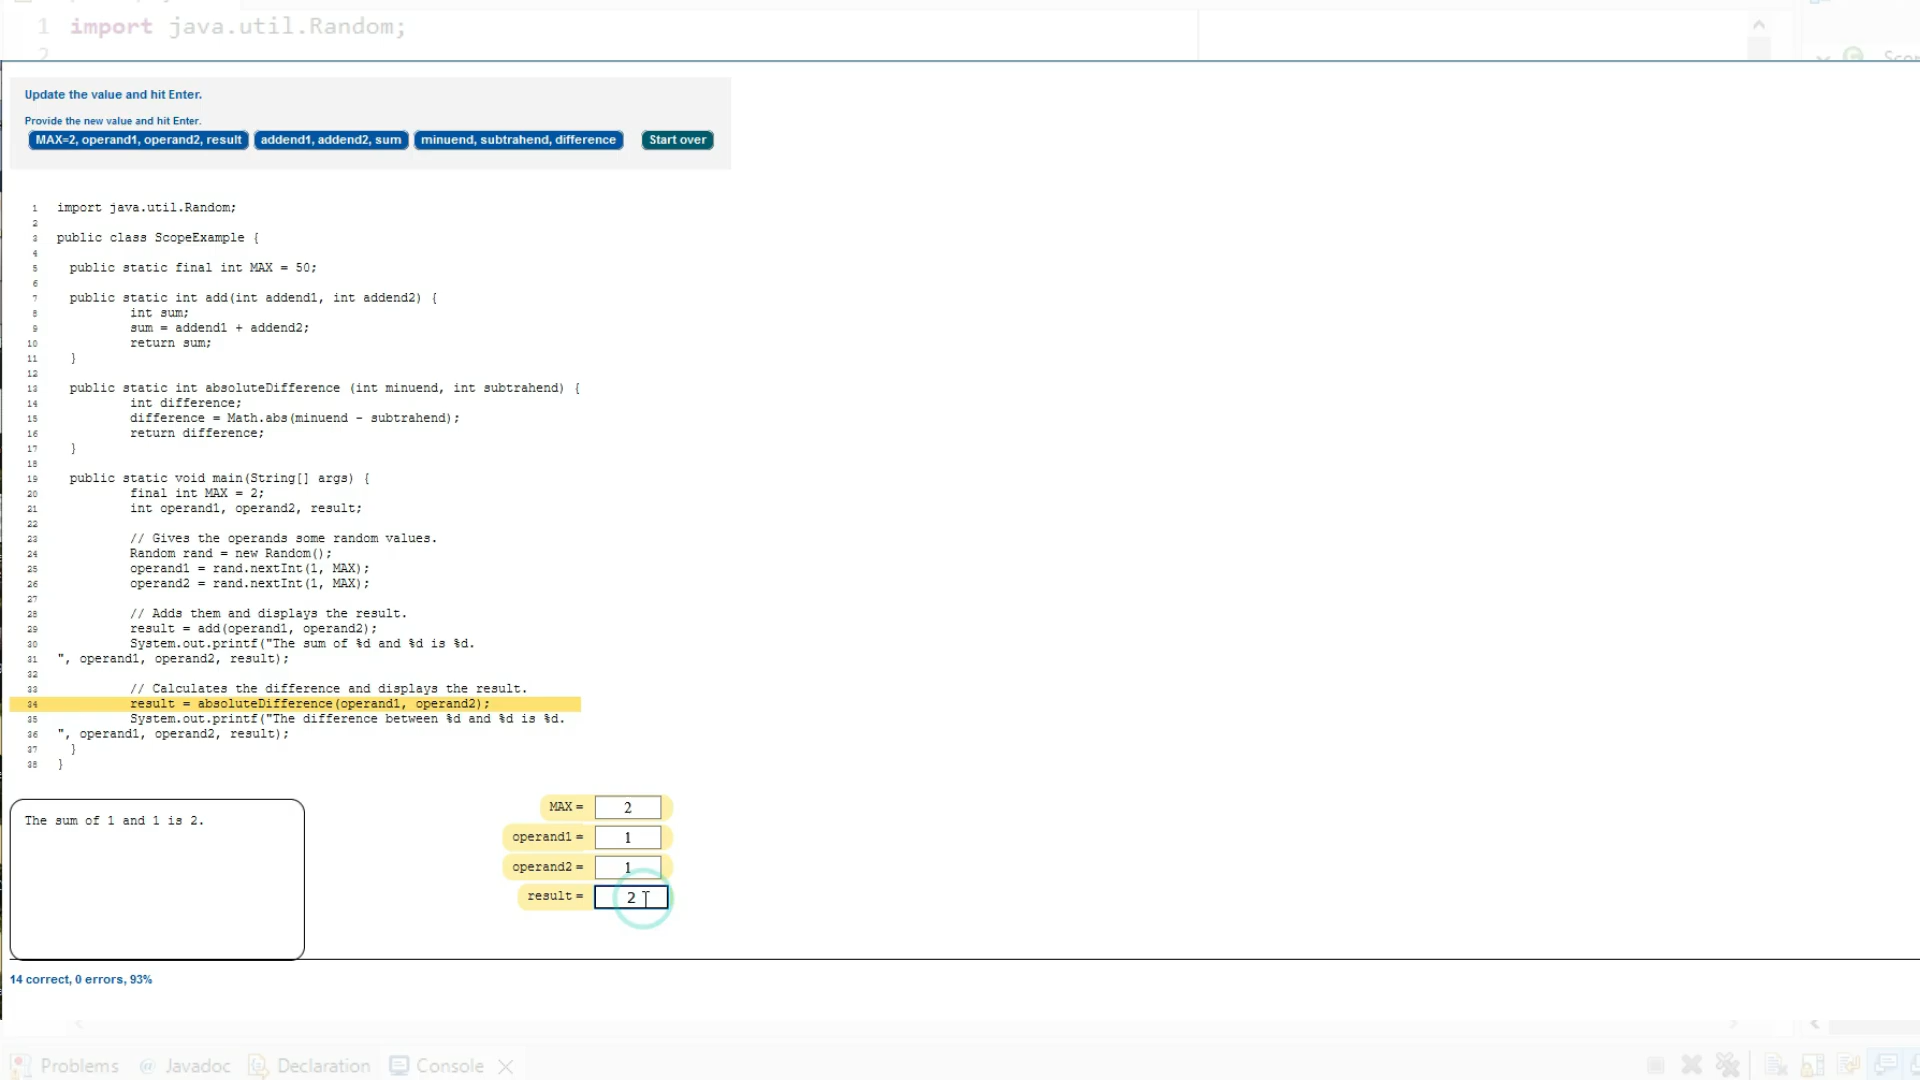 1 import java.util.Random;
2
Update the value and hit Enter.
Provide the new value and hit Enter.
MAX=2, operand1, operand2, result addend1, addend2, sum minuend, subtrahend, difference Start over
1 import java.util.Random;
2
3 public class ScopeExample {
4
5 public static final int MAX = 50;
6
7 public static int add(int addend1, int addend2) {
8 int sum;
9 sum = addend1 + addend2;
10 return sum;
11 }
12
13 public static int absoluteDifference (int minuend, int subtrahend) {
14 int difference;
15 difference = Math.abs(minuend - subtrahend);
16 return difference;
17 }
18
19 public static void main(String[] args) {
20 final int MAX = 2;
21 int operand1, operand2, result;
22
23 // Gives the operands some random values.
24 Random rand = new Random();
25 operand1 = rand.nextInt(1, MAX);
26 operand2 = rand.nextInt(1, MAX);
27
28 // Adds them and displays the result.
29 result = add(operand1, operand2);
30 System.out.printf("The sum of %d and %d is %d.
31 ", operand1, operand2, result);
32
33 // Calculates the difference and displays the result.
34 result = absoluteDifference(operand1, operand2);
35 System.out.printf("The difference between %d and %d is %d.
36 ", operand1, operand2, result);
37 }
38 }
MAX = 2
operand1 = 1
operand2 = 1
result = 2
The sum of 1 and 1 is 2.
14 correct, 0 errors, 93%
Problems @ Javadoc Declaration Console